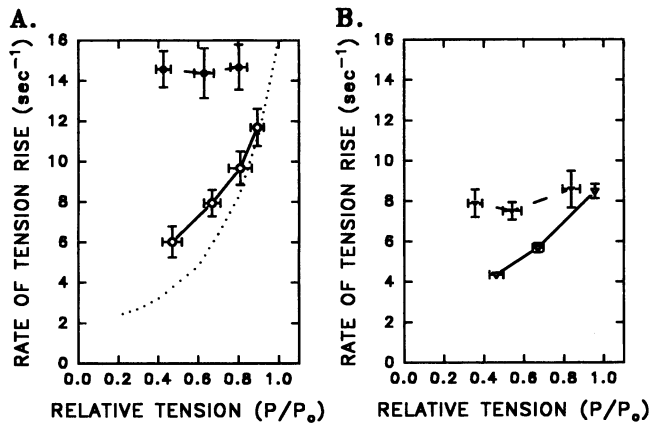 A.
RATE OF TENSION RISE (sec⁻¹)
16
14
12
10
8
6
4
2
0
0.0 0.2 0.4 0.6 0.8 1.0
RELATIVE TENSION (P/Pₒ)
B.
RATE OF TENSION RISE (sec⁻¹)
16
14
12
10
8
6
4
2
0
0.0 0.2 0.4 0.6 0.8 1.0
RELATIVE TENSION (P/Pₒ)